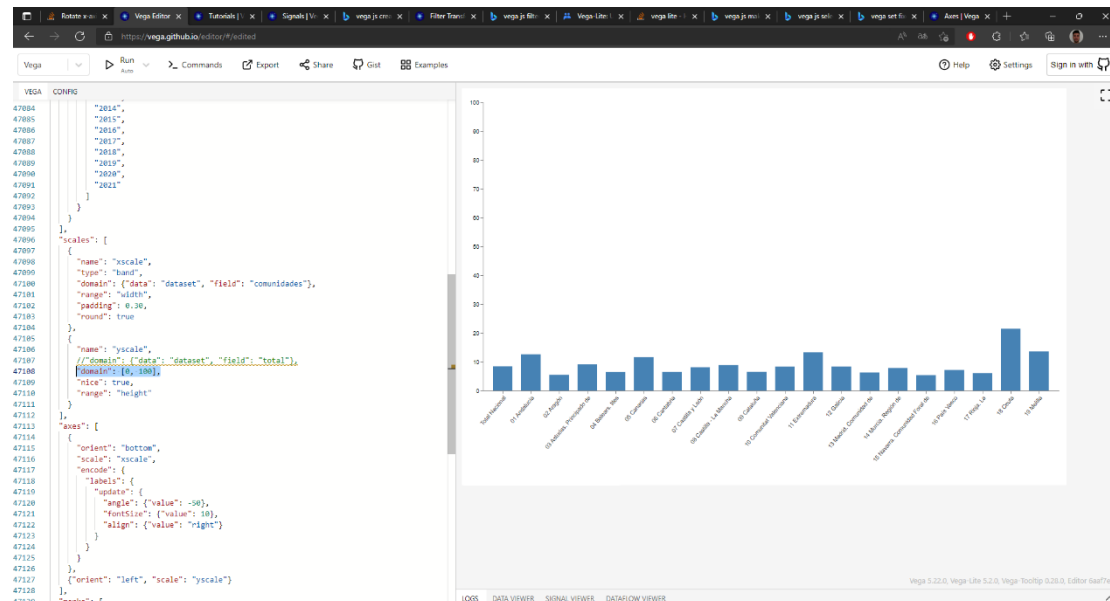 Rotate x-a
Vega Editor
Tutorials | V
Signals | Ve
vega js cre
Filter Transf
vega js filte
Vega-Lite: 
vega lite -
vega js ma
vega js sele
vega set fi
Axes | Vega
https://vega.github.io/editor/#/edited
Vega
Run
Auto
Commands
Export
Share
Gist
Examples
Help
Settings
Sign in with
VEGA CONFIG
47084 "2014",
47085 "2015",
47086 "2016",
47087 "2017",
47088 "2018",
47089 "2019",
47090 "2020",
47091 "2021"
47092 ]
47093 }
47094 }
47095 ],
47096 "scales": [
47097 {
47098 "name": "xscale",
47099 "type": "band",
47100 "domain": {"data": "dataset", "field": "comunidades"},
47101 "range": "width",
47102 "padding": 0.30,
47103 "round": true
47104 },
47105 {
47106 "name": "yscale",
47107 //"domain": {"data": "dataset", "field": "total"},
47108 "domain": [0, 100],
47109 "nice": true,
47110 "range": "height"
47111 }
47112 ],
47113 "axes": [
47114 {
47115 "orient": "bottom",
47116 "scale": "xscale",
47117 "encode": {
47118 "labels": {
47119 "update": {
47120 "angle": {"value": -50},
47121 "fontSize": {"value": 10},
47122 "align": {"value": "right"}
47123 }
47124 }
47125 }
47126 },
47127 {"orient": "left", "scale": "yscale"}
47128 ],
100
90
80
70
60
50
40
30
20
10
0
Total Nacional
01 Andalucía
02 Aragón
03 Asturias, Principado de
04 Balears, Illes
05 Canarias
06 Cantabria
07 Castilla y León
08 Castilla - La Mancha
09 Cataluña
10 Comunitat Valenciana
11 Extremadura
12 Galicia
13 Madrid, Comunidad de
14 Murcia, Región de
15 Navarra, Comunidad Foral de
16 País Vasco
17 Rioja, La
18 Ceuta
19 Melilla
Vega 5.22.0, Vega-Lite 5.2.0, Vega-Tooltip 0.28.0, Editor
LOGS DATA VIEWER SIGNAL VIEWER DATAFLOW VIEWER